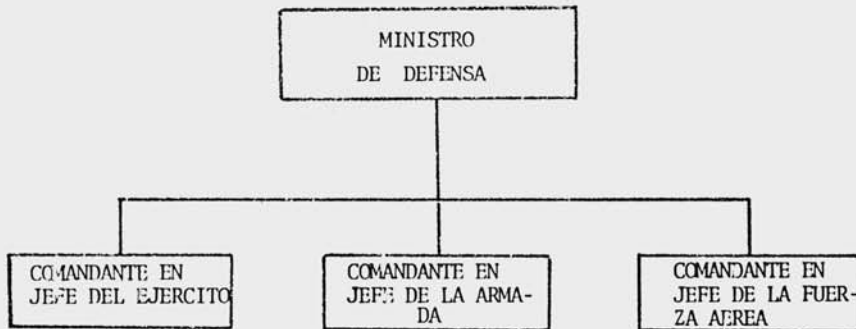 MINISTRO
DE DEFENSA
COMANDANTE EN
JEFE DEL EJERCITO
COMANDANTE EN
JEFE DE LA ARMA-
DA
COMANDANTE EN
JEFE DE LA FUER-
ZA AEREA